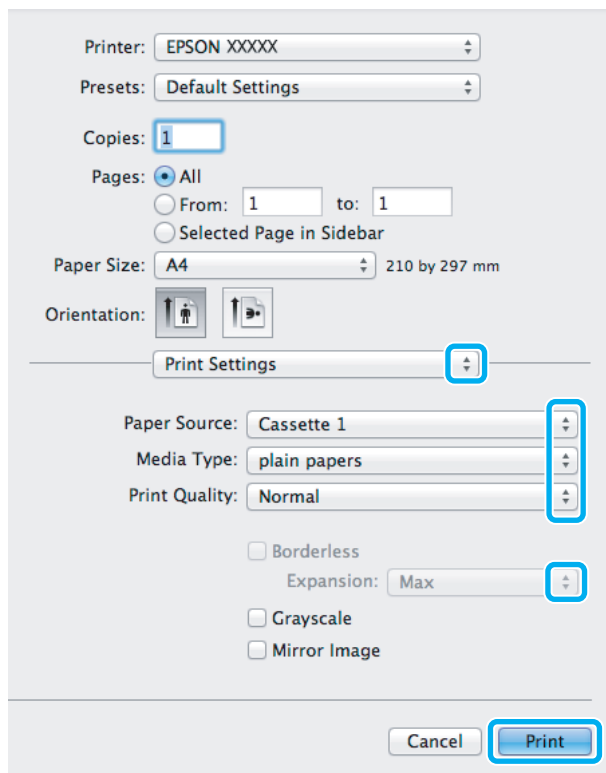 Printer: EPSON XXXXX
Presets: Default Settings
Copies: 1
Pages: All
From: 1 to: 1
Selected Page in Sidebar
Paper Size: A4 210 by 297 mm
Orientation:
Print Settings
Paper Source: Cassette 1
Media Type: plain papers
Print Quality: Normal
Borderless
Expansion: Max
Grayscale
Mirror Image
Cancel Print